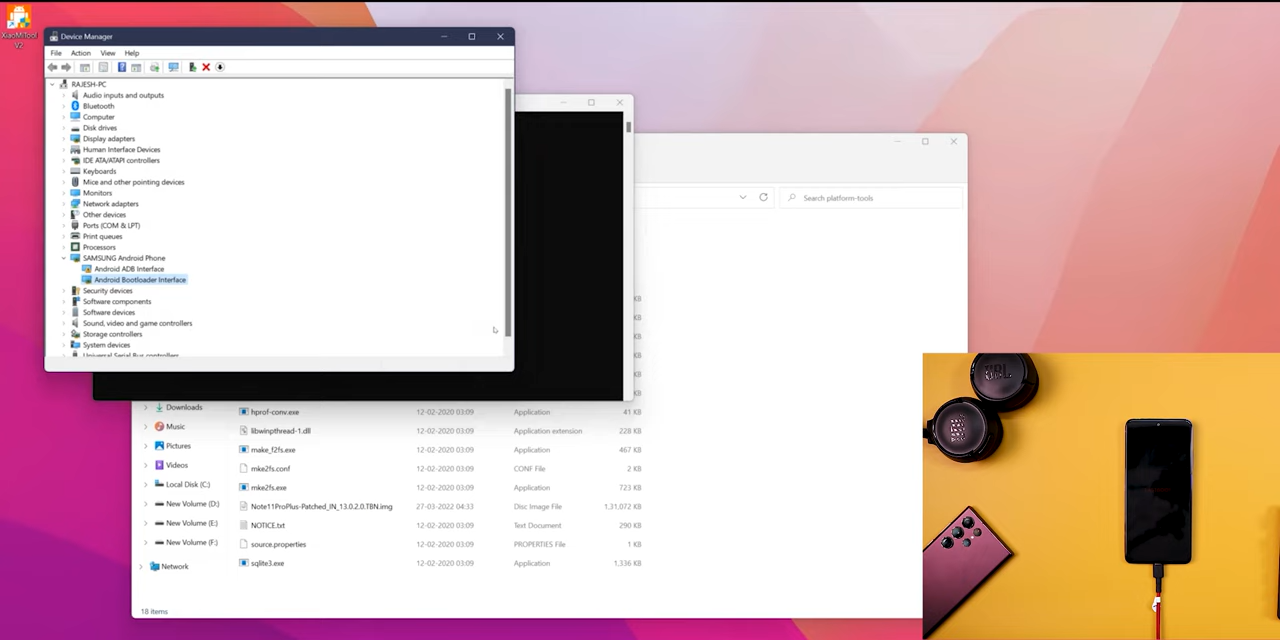 XiaoMiTool
V2
Device Manager
File Action View Help
RAJESH-PC
Audio inputs and outputs
Bluetooth
Computer
Disk drives
Display adapters
Human Interface Devices
IDE ATA/ATAPI controllers
Keyboards
Mice and other pointing devices
Monitors
Network adapters
Other devices
Ports (COM & LPT)
Print queues
Processors
SAMSUNG Android Phone
Android ADB Interface
Android Bootloader Interface
Security devices
Software components
Software devices
Sound, video and game controllers
Storage controllers
System devices
Universal Serial Bus controllers
Search platform-tools
KB
KB
KB
KB
KB
KB
Downloads
Music
Pictures
Videos
Local Disk (C:)
New Volume (D:)
New Volume (E:)
New Volume (F:)
Network
hprof-conv.exe 12-02-2020 03:09 Application 41 KB
libwinpthread-1.dll 12-02-2020 03:09 Application extension 228 KB
make_f2fs.exe 12-02-2020 03:09 Application 467 KB
mke2fs.conf 12-02-2020 03:09 CONF File 2 KB
mke2fs.exe 12-02-2020 03:09 Application 723 KB
Note11ProPlus-Patched_IN_13.0.2.0.TBN.img 27-03-2022 04:33 Disc Image File 1,31,072 KB
NOTICE.txt 12-02-2020 03:09 Text Document 290 KB
source.properties 12-02-2020 03:09 PROPERTIES File 1 KB
sqlite3.exe 12-02-2020 03:09 Application 1,336 KB
18 items
JBL